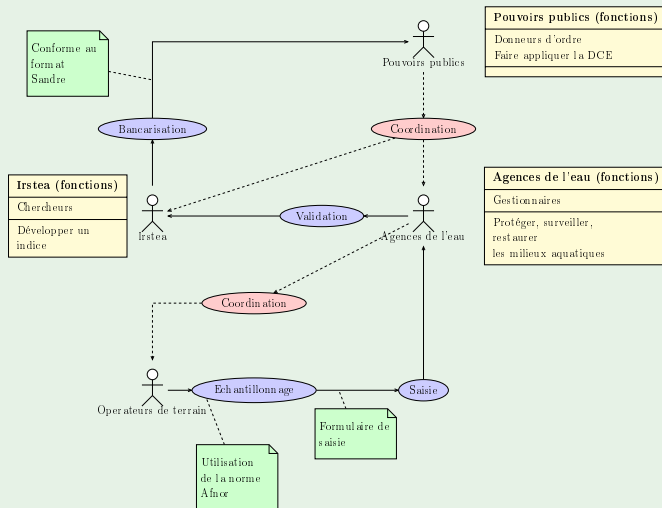 Pouvoirs publics (fonctions)
Donneurs d'ordre
Faire appliquer la DCE
Conforme au
format
Sandre
Pouvoirs publics
Bancarisation
Coordination
Irstea (fonctions)
Chercheurs
Développer un
indice
Agences de l'eau (fonctions)
Gestionnaires
Protéger, surveiller,
restaurer
les milieux aquatiques
Irstea
Validation
Agences de l'eau
Coordination
Operateurs de terrain
Echantillonnage
Saisie
Formulaire de
saisie
Utilisation
de la norme
Afnor